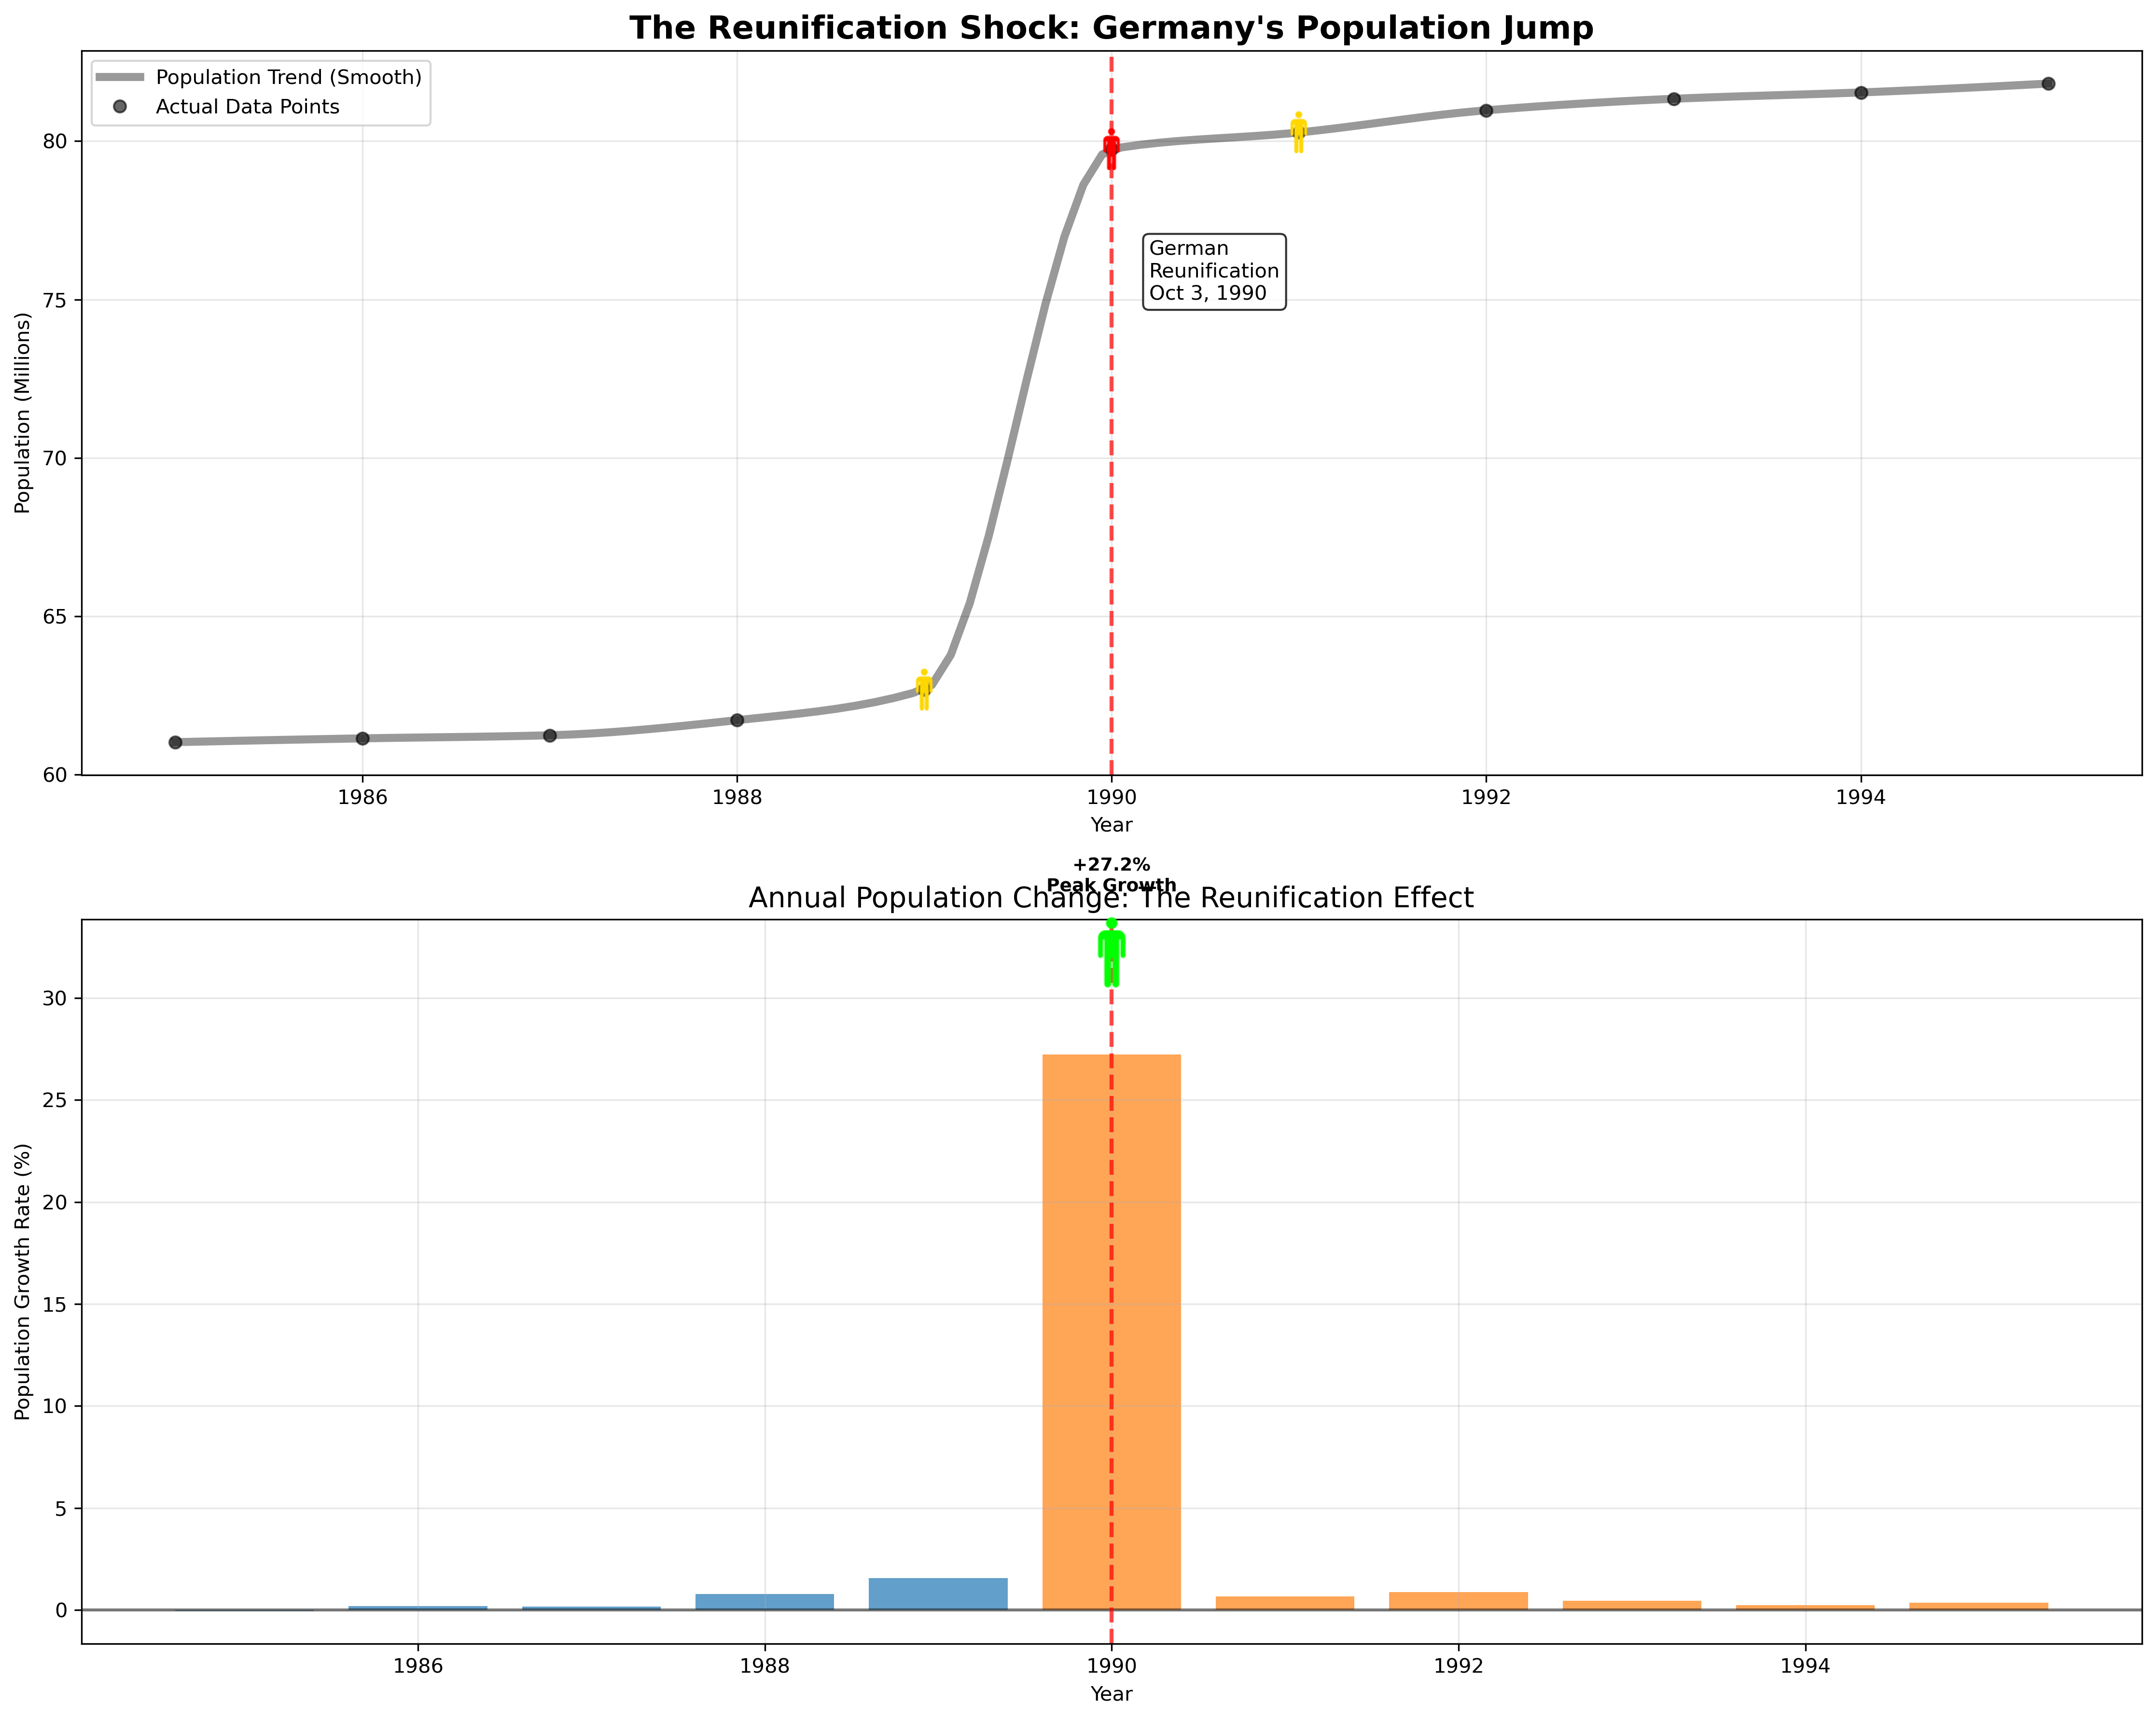 The Reunification Shock: Germany's Population Jump
Population Trend (Smooth)
Actual Data Points
Population (Millions)
80
75
70
65
60
German
Reunification
Oct 3, 1990
1986
1988
1990
1992
1994
Year
+27.2%
Peak Growth
Annual Population Change: The Reunification Effect
Population Growth Rate (%)
30
25
20
15
10
5
0
1986
1988
1990
1992
1994
Year